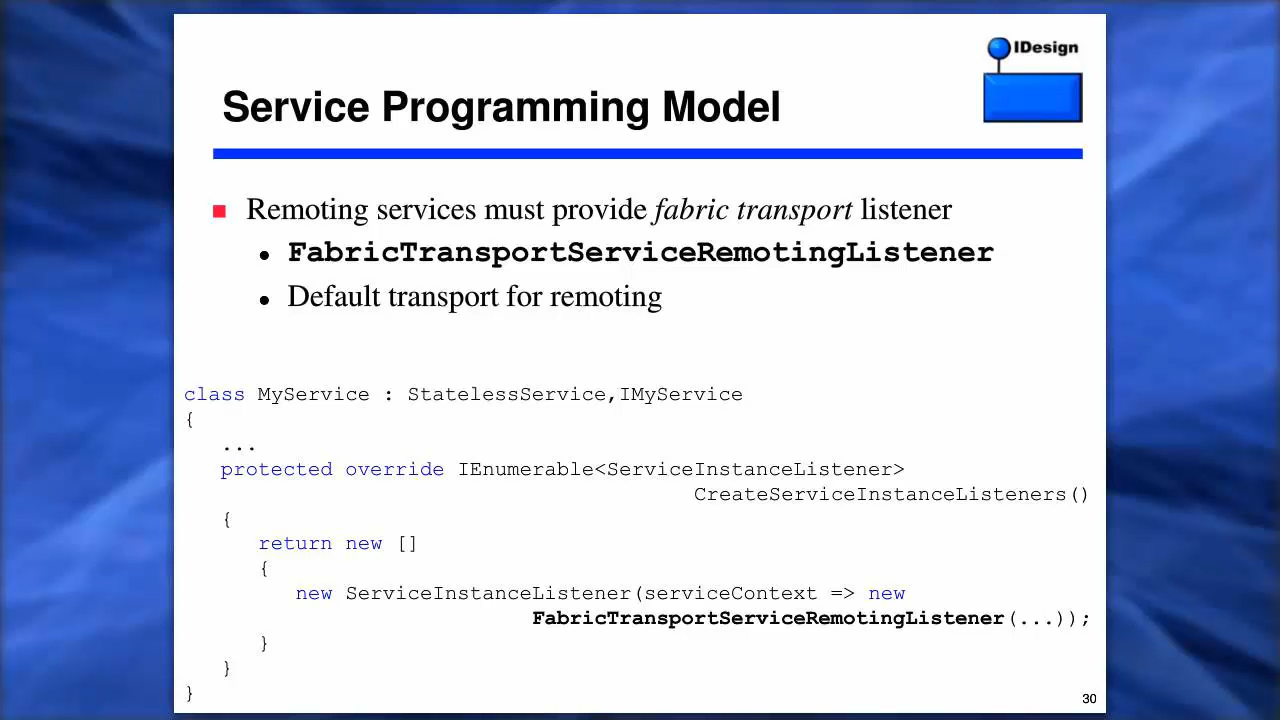 IDesign
Service Programming Model
Remoting services must provide fabric transport listener
FabricTransportServiceRemotingListener
Default transport for remoting
class MyService : StatelessService,IMyService
{
...
protected override IEnumerable<ServiceInstanceListener>
CreateServiceInstanceListeners()
{
return new []
{
new ServiceInstanceListener(serviceContext => new
FabricTransportServiceRemotingListener(...));
}
}
}
30